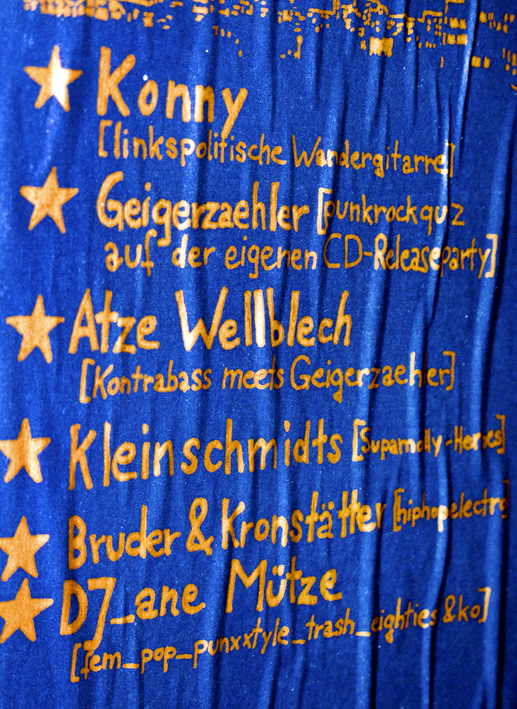 Konny
[linkspolitische Wandergitarre]
Geigerzaehler [punkrockquiz
auf der eigenen CD-Releaseparty]
Atze Wellblech
[Kontrabass meets Geigerzaehler]
Kleinschmidts [Supamolly-Heroes]
Bruder & Kronstätter [hiphopelectro]
DJ_ane Mütze
[fem_pop_punxxtyle_trash_eighties &ko]